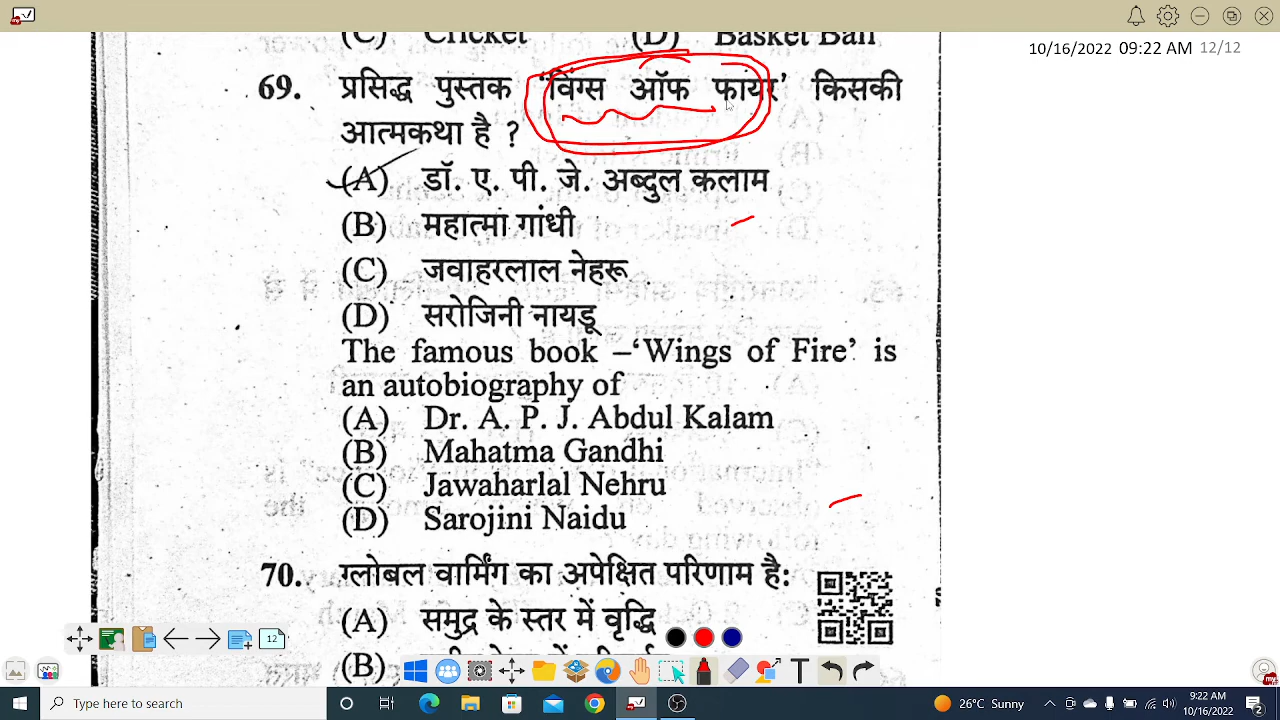 10/16/2022 09:22 AM 12/12
(C) Cricket (D) Basket Ball
69. प्रसिद्ध पुस्तक 'विंग्स ऑफ फायर' किसकी
आत्मकथा है ?
(A) डॉ. ए. पी. जे. अब्दुल कलाम
(B) महात्मा गांधी
(C) जवाहरलाल नेहरू
(D) सरोजिनी नायडू
The famous book –‘Wings of Fire’ is
an autobiography of
(A) Dr. A. P. J. Abdul Kalam
(B) Mahatma Gandhi
(C) Jawaharlal Nehru
(D) Sarojini Naidu
70. ग्लोबल वार्मिंग का अपेक्षित परिणाम है:
(A) समुद्र के स्तर में वृद्धि
(B)
12
Type here to search
26°C Sunny
ENG
9:22 AM
10/16/2022